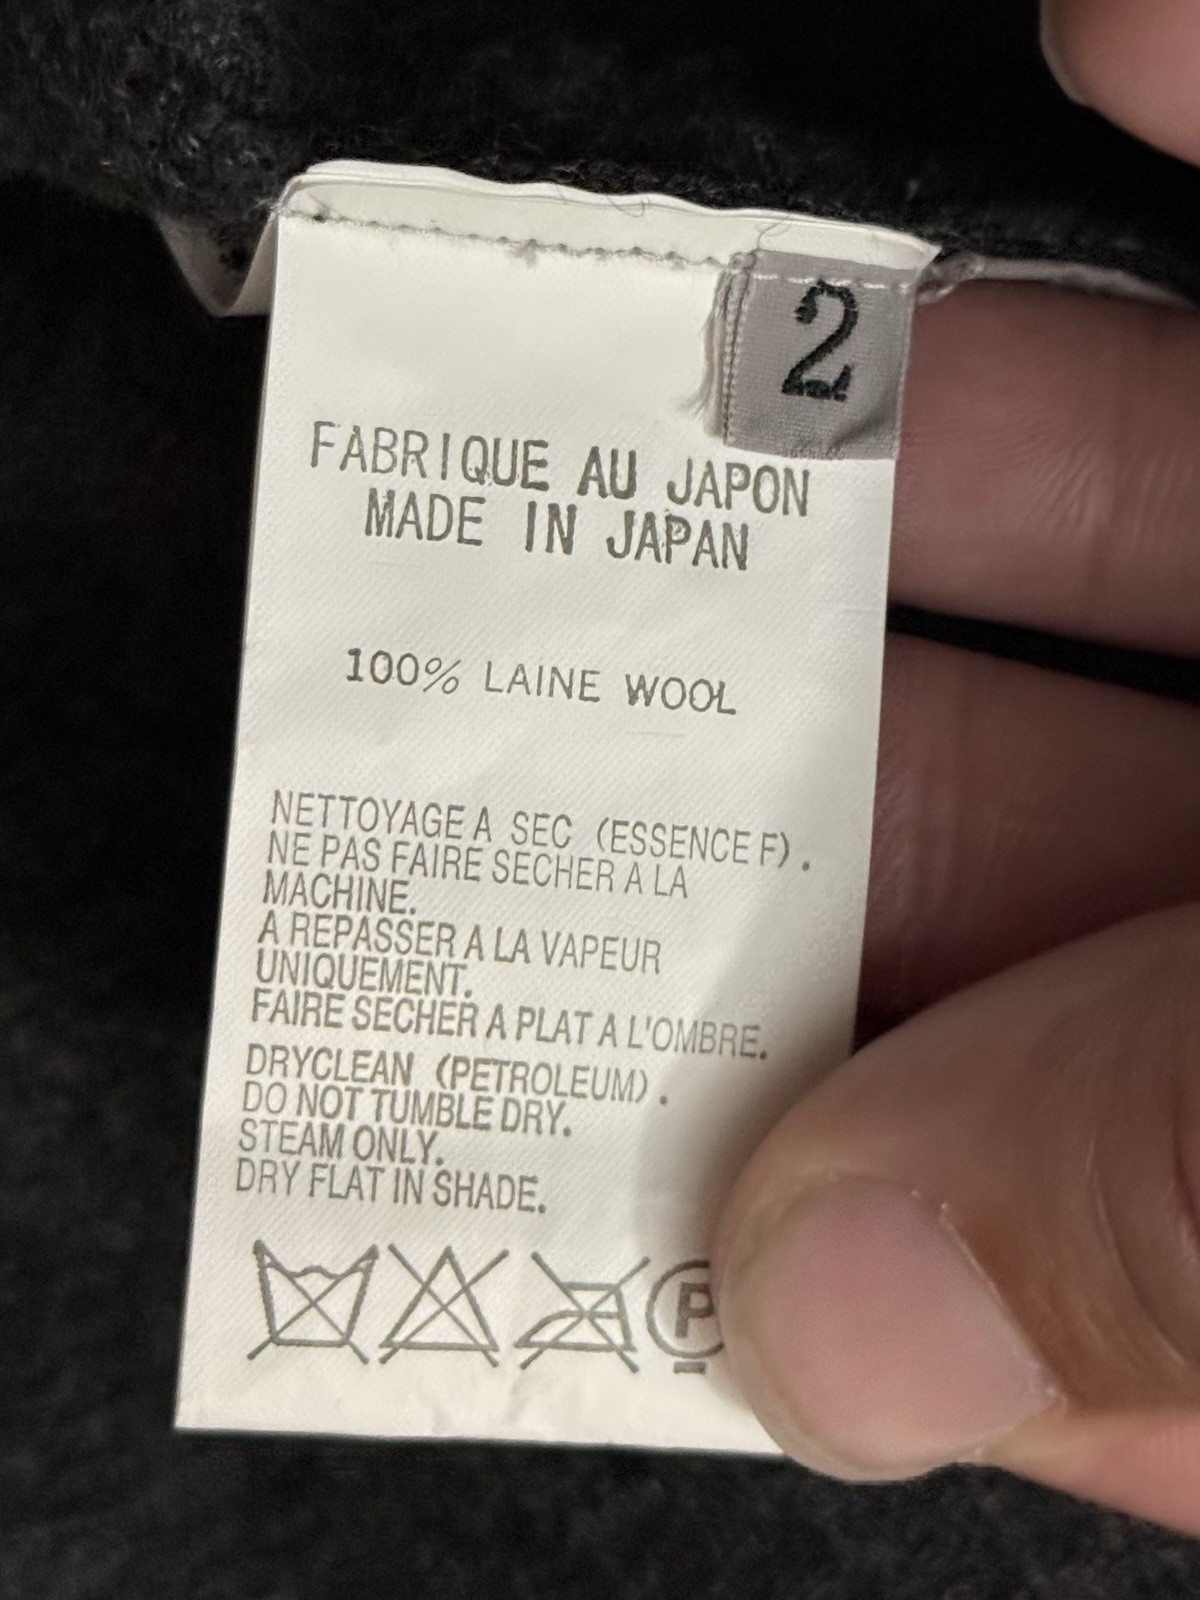 2
FABRIQUE AU JAPON
MADE IN JAPAN
100% LAINE WOOL
NETTOYAGE A SEC (ESSENCE F).
NE PAS FAIRE SECHER A LA
MACHINE.
A REPASSER A LA VAPEUR
UNIQUEMENT.
FAIRE SECHER A PLAT A L'OMBRE.
DRYCLEAN (PETROLEUM).
DO NOT TUMBLE DRY.
STEAM ONLY.
DRY FLAT IN SHADE.
P